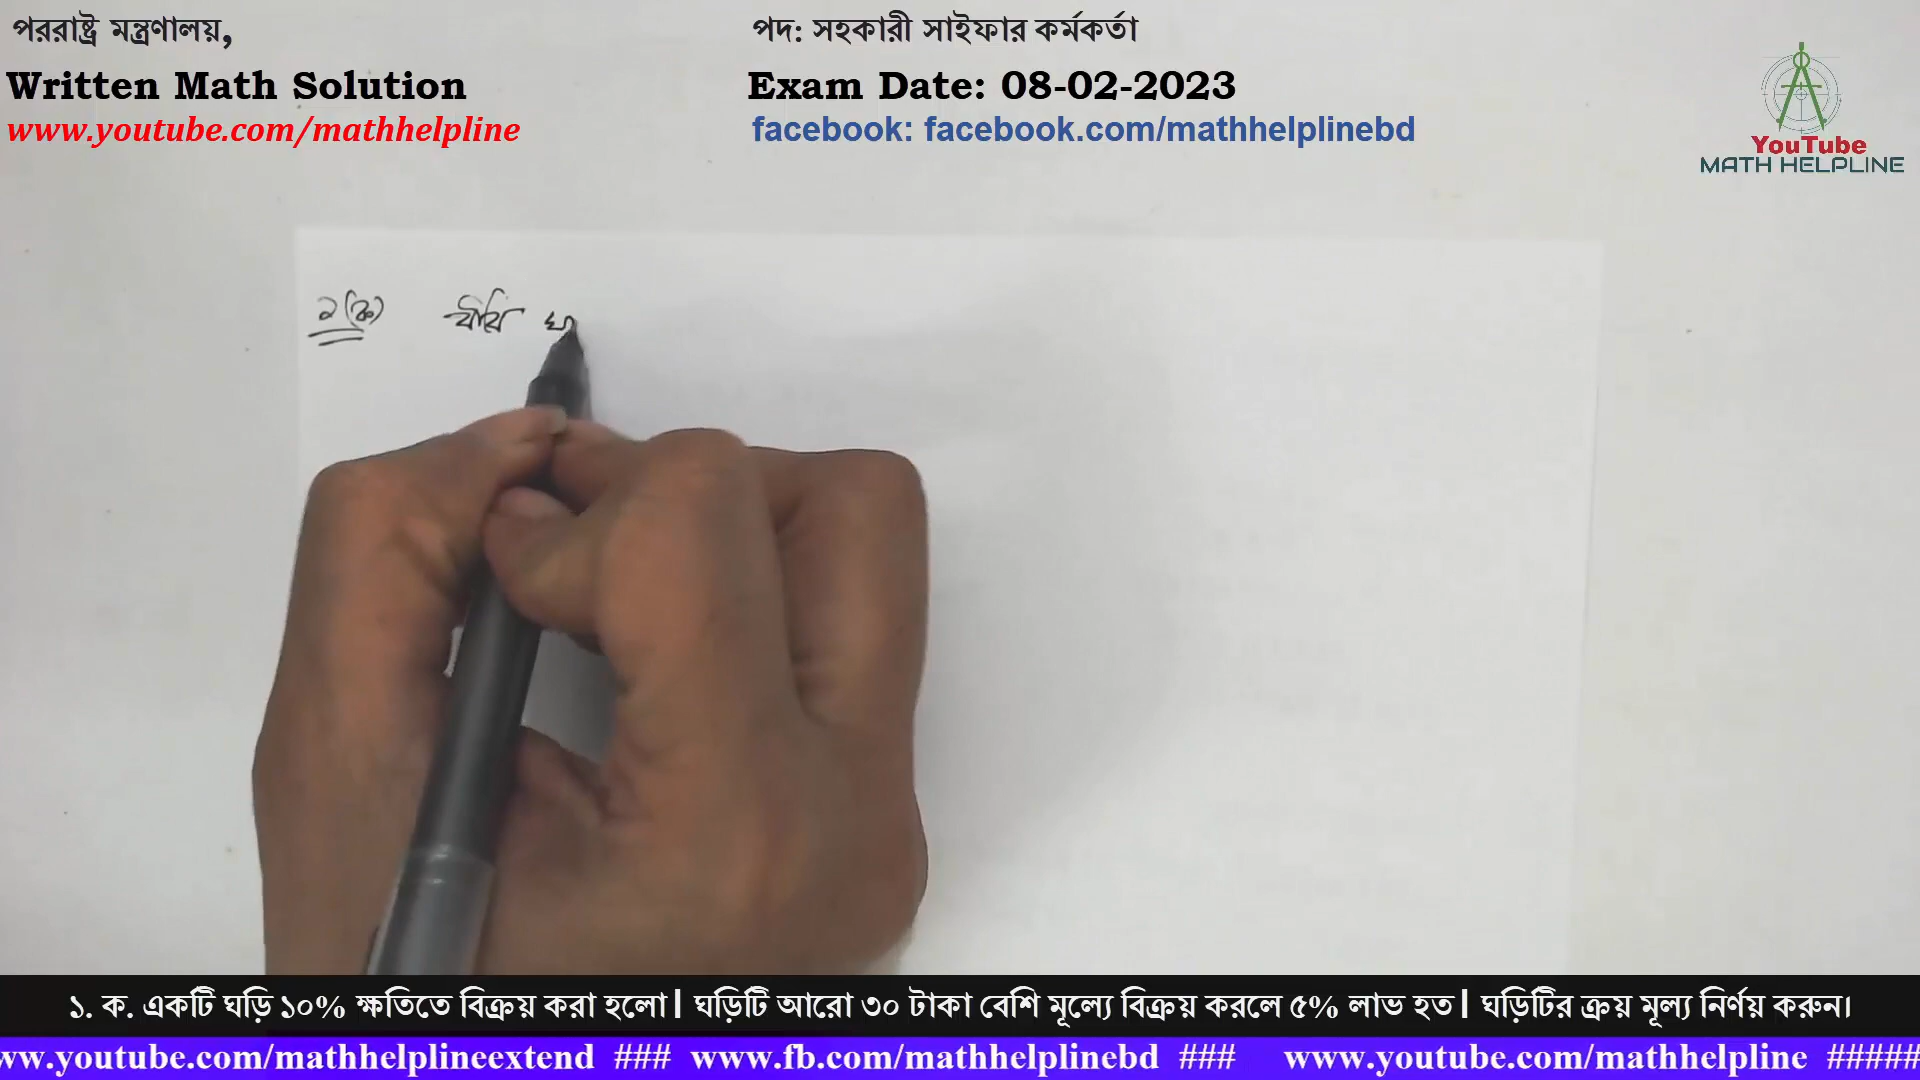 পররাষ্ট্র মন্ত্রণালয়,
পদ: সহকারী সাইফার কর্মকর্তা
Written Math Solution
Exam Date: 08-02-2023
www.youtube.com/mathhelpline
facebook: facebook.com/mathhelplinebd
YouTube
MATH HELPLINE
১(ক) ধরি ঘ
১. ক. একটি ঘড়ি ১০% ক্ষতিতে বিক্রয় করা হলো। ঘড়িটি আরো ৩০ টাকা বেশি মূল্যে বিক্রয় করলে ৫% লাভ হত। ঘড়িটির ক্রয় মূল্য নির্ণয় করুন।
ww.youtube.com/mathhelplineextend ### www.fb.com/mathhelplinebd ### www.youtube.com/mathhelpline #####